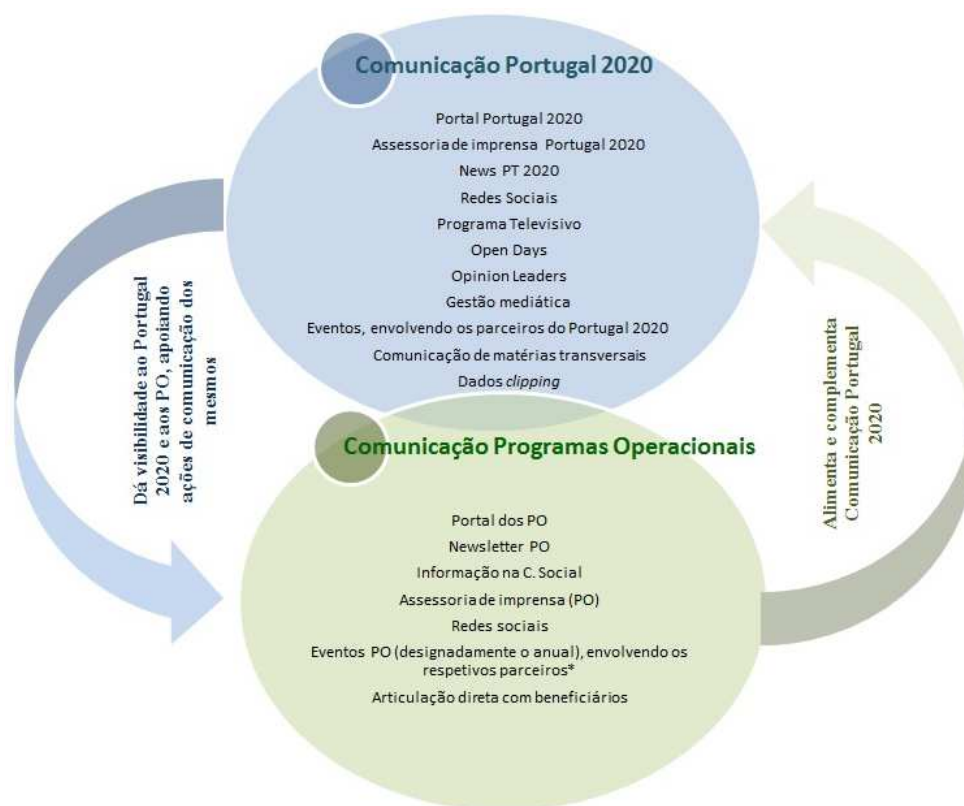 Comunicação Portugal 2020
Portal Portugal 2020
Assessoria de imprensa Portugal 2020
News PT 2020
Redes Sociais
Programa Televisivo
Open Days
Opinion Leaders
Gestão mediática
Eventos, envolvendo os parceiros do Portugal 2020
Comunicação de matérias transversais
Dados clipping
Dá visibilidade ao Portugal
2020 e aos PO, apoiando
ações de comunicação dos
mesmos
Alimenta e complementa
Comunicação Portugal
2020
Comunicação Programas Operacionais
Portal dos PO
Newsletter PO
Informação na C. Social
Assessoria de imprensa (PO)
Redes sociais
Eventos PO (designadamente o anual), envolvendo os
respetivos parceiros*
Articulação direta com beneficiários